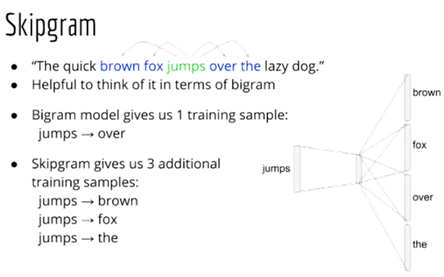 Skipgram
● "The quick brown fox jumps over the lazy dog."
● Helpful to think of it in terms of bigram
● Bigram model gives us 1 training sample:
jumps → over
● Skipgram gives us 3 additional
training samples:
jumps → brown
jumps → fox
jumps → the
jumps
brown
fox
over
the